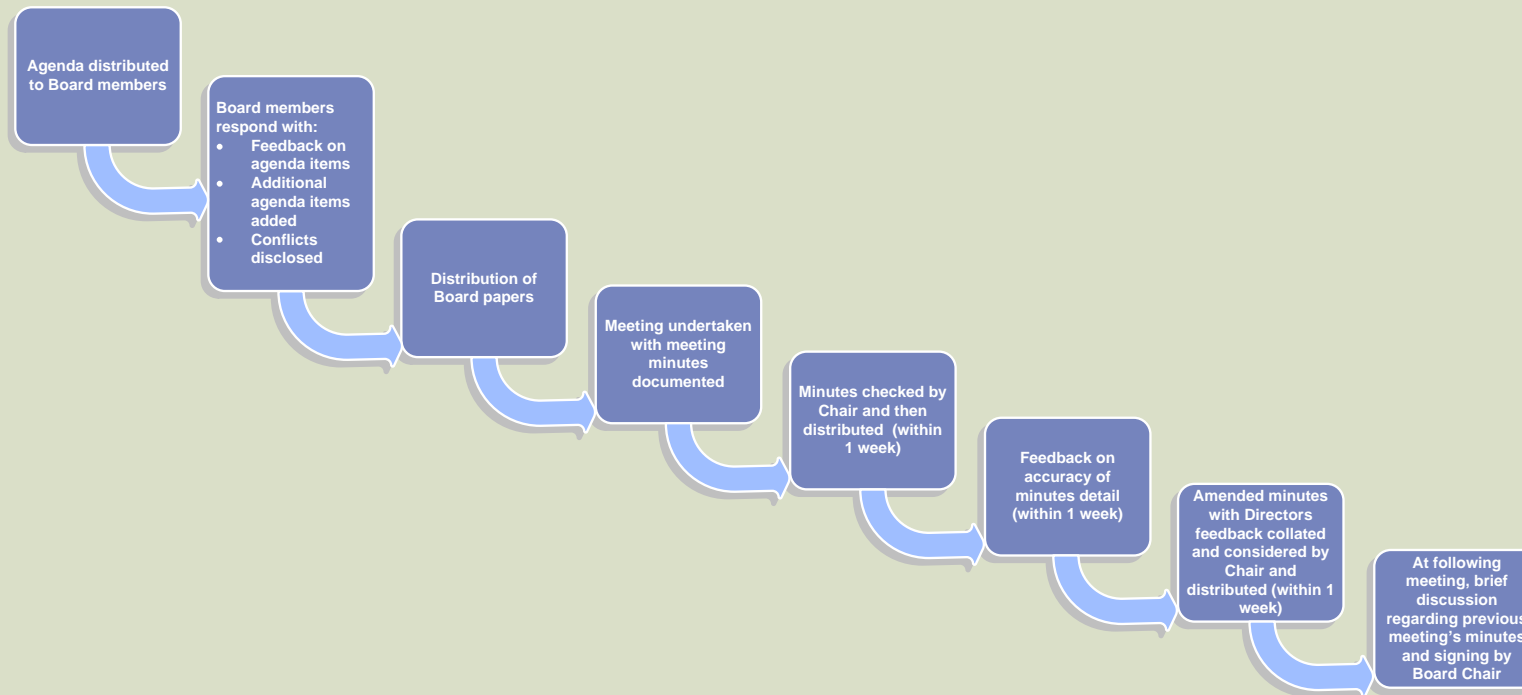 Agenda distributed
to Board members
Board members
respond with:
• Feedback on
agenda items
• Additional
agenda items
added
• Conflicts
disclosed
Distribution of
Board papers
Meeting undertaken
with meeting
minutes
documented
Minutes checked by
Chair and then
distributed (within
1 week)
Feedback on
accuracy of
minutes detail
(within 1 week)
Amended minutes
with Directors
feedback collated
and considered by
Chair and
distributed (within 1
week)
At following
meeting, brief
discussion
regarding previous
meeting’s minutes
and signing by
Board Chair